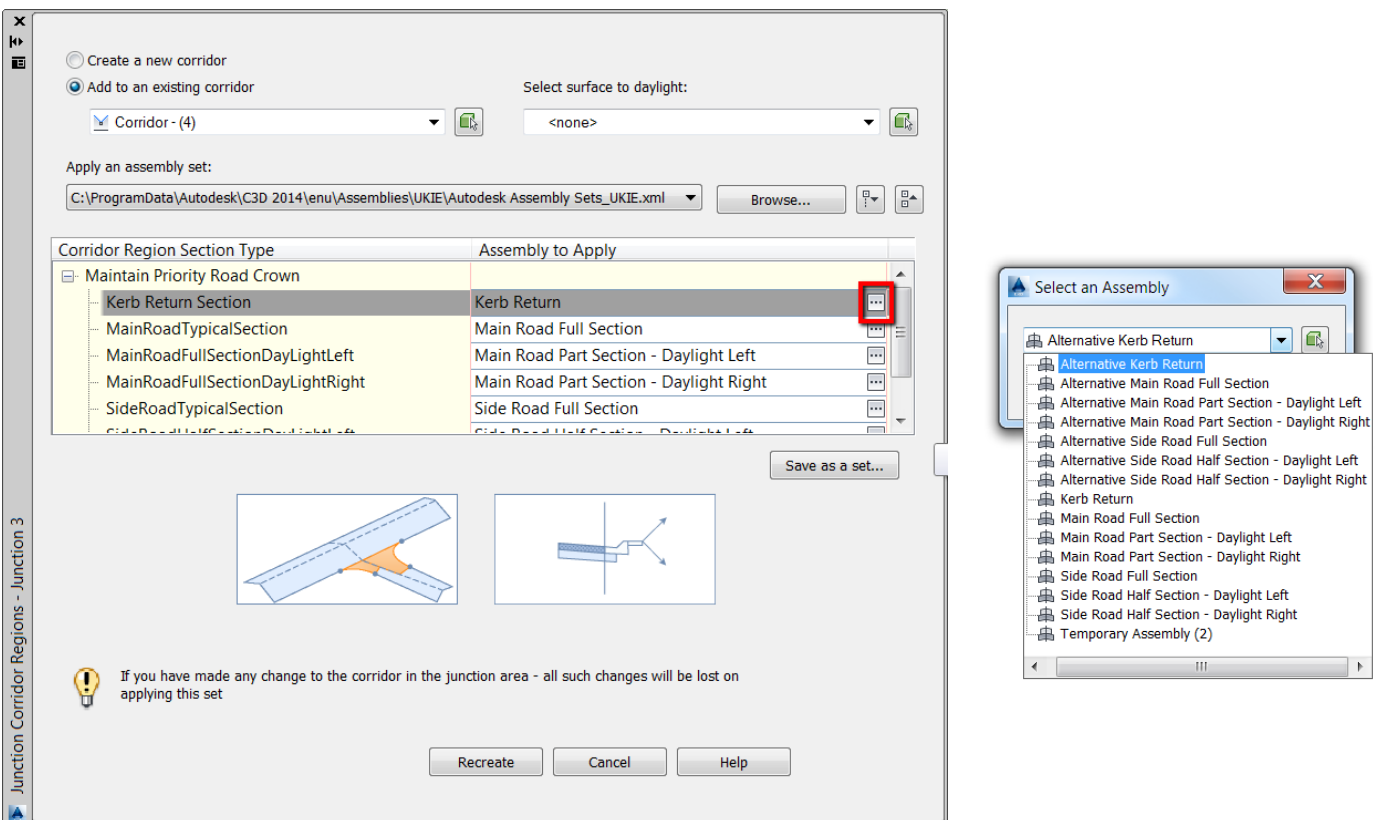 Create a new corridor
Add to an existing corridor
Select surface to daylight:
Corridor - (4)
<none>
Apply an assembly set:
C:\ProgramData\Autodesk\C3D 2014\enu\Assemblies\UKIE\Autodesk Assembly Sets_UKIE.xml
Browse...
Corridor Region Section Type
Assembly to Apply
Maintain Priority Road Crown
Kerb Return Section
Kerb Return
MainRoadTypicalSection
Main Road Full Section
MainRoadFullSectionDayLightLeft
Main Road Part Section - Daylight Left
MainRoadFullSectionDayLightRight
Main Road Part Section - Daylight Right
SideRoadTypicalSection
Side Road Full Section
SideRoadHalfSectionDayLightLeft
Side Road Half Section - Daylight Left
Save as a set...
If you have made any change to the corridor in the junction area - all such changes will be lost on
applying this set
Recreate
Cancel
Help
Junction Corridor Regions - Junction 3
Select an Assembly
Alternative Kerb Return
Alternative Kerb Return
Alternative Main Road Full Section
Alternative Main Road Part Section - Daylight Left
Alternative Main Road Part Section - Daylight Right
Alternative Side Road Full Section
Alternative Side Road Half Section - Daylight Left
Alternative Side Road Half Section - Daylight Right
Kerb Return
Main Road Full Section
Main Road Part Section - Daylight Left
Main Road Part Section - Daylight Right
Side Road Full Section
Side Road Half Section - Daylight Left
Side Road Half Section - Daylight Right
Temporary Assembly (2)